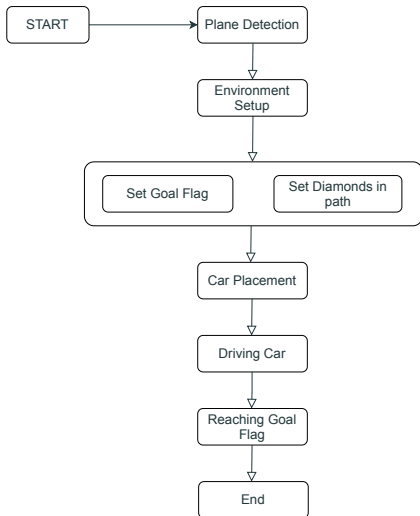 START
Plane Detection
Environment
Setup
Set Goal Flag
Set Diamonds in
path
Car Placement
Driving Car
Reaching Goal
Flag
End